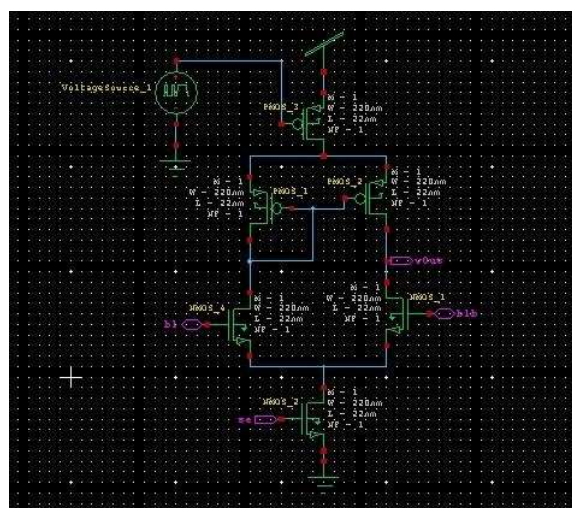 VoltageSource_1
PMOS_3
M - 1
W - 220nm
L - 22nm
NF - 1
M - 1
W - 220nm
L - 22nm
NF - 1
PMOS_1
PMOS_2
M - 1
W - 220nm
L - 22nm
NF - 1
vOut
NMOS_4
M - 1
W - 220nm
L - 22nm
NF - 1
M - 1
W - 220nm
L - 22nm
NF - 1
NMOS_1
bl
blb
NMOS_2
M - 1
W - 220nm
L - 22nm
NF - 1
se